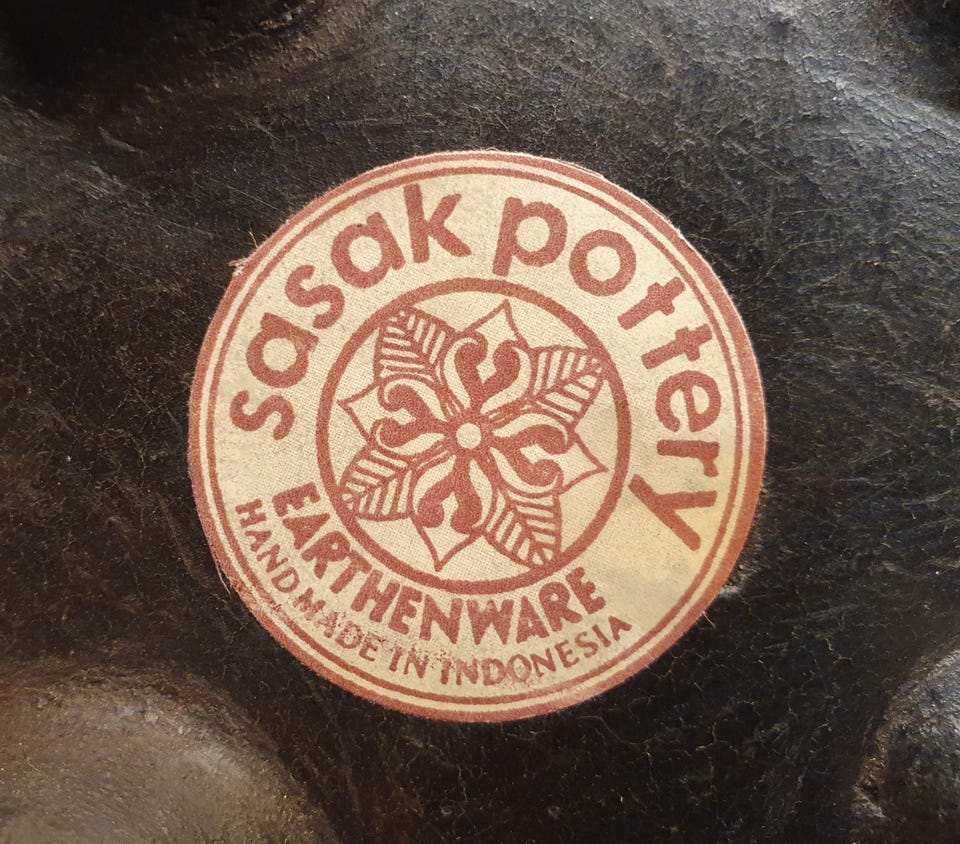 sasak pottery
EARTHENWARE
HANDMADE IN INDONESIA